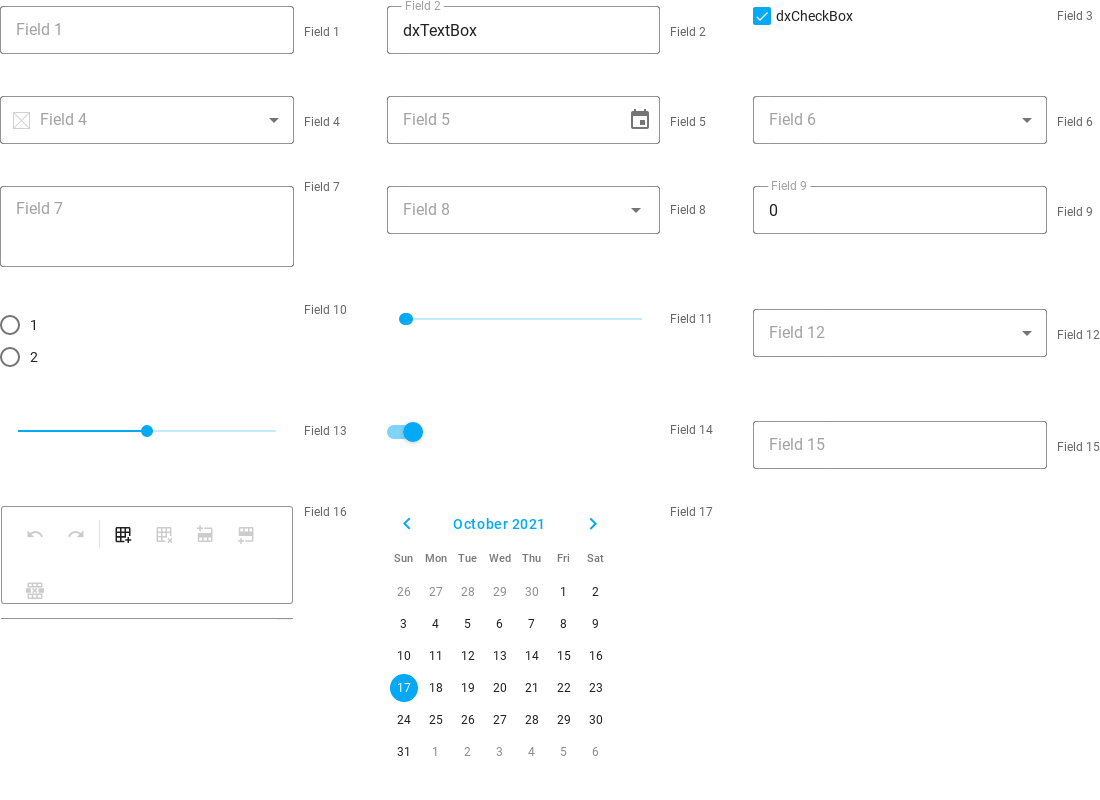 Field 1
Field 1
Field 2
dxTextBox
Field 2
dxCheckBox
Field 3
Field 4
Field 4
Field 5
Field 5
Field 6
Field 6
Field 7
Field 7
Field 8
Field 8
Field 9
0
Field 9
1
2
Field 10
Field 11
Field 12
Field 12
Field 13
Field 14
Field 15
Field 15
Field 16
October 2021
Sun Mon Tue Wed Thu Fri Sat
26 27 28 29 30 1 2
3 4 5 6 7 8 9
10 11 12 13 14 15 16
17 18 19 20 21 22 23
24 25 26 27 28 29 30
31 1 2 3 4 5 6
Field 17